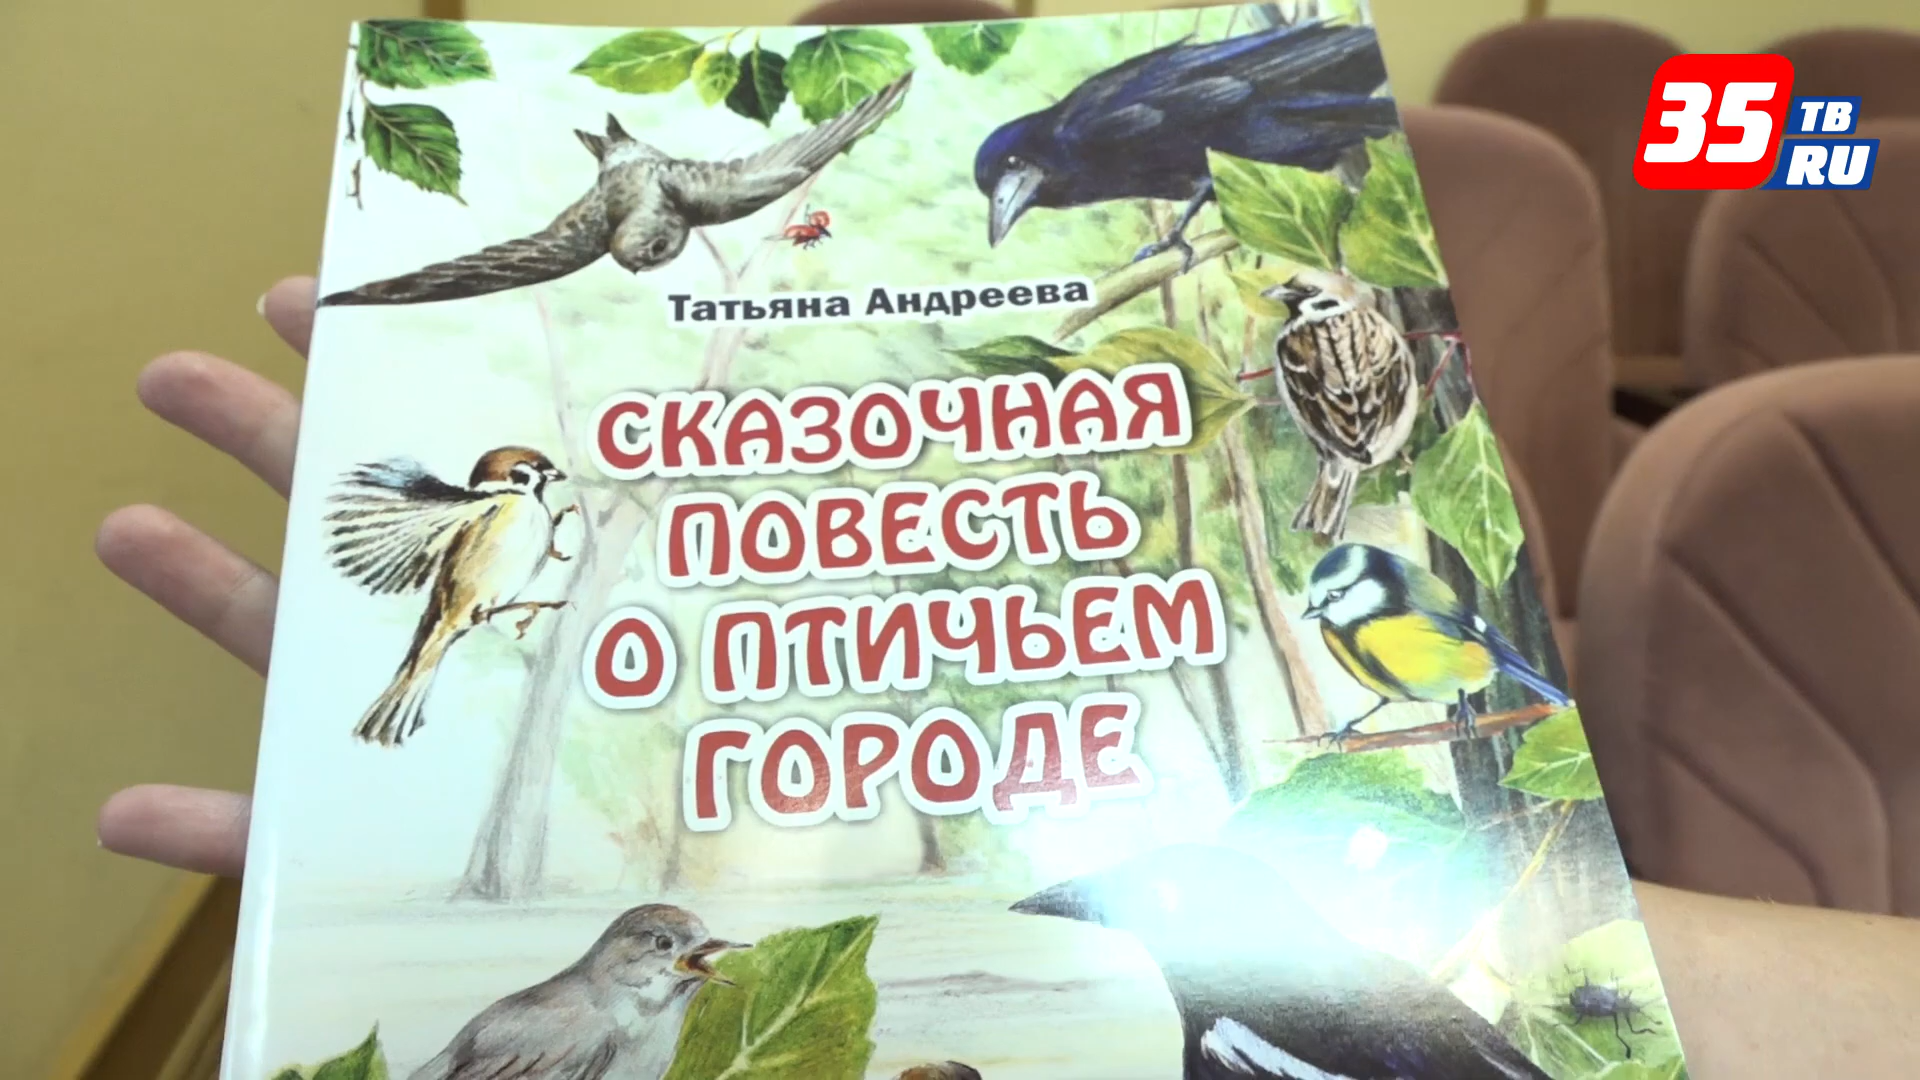 35
ТВ
RU
Татьяна Андреева
СКАЗОЧНАЯ
ПОВЕСТЬ
О ПТИЧЬЕМ
ГОРОДЕ